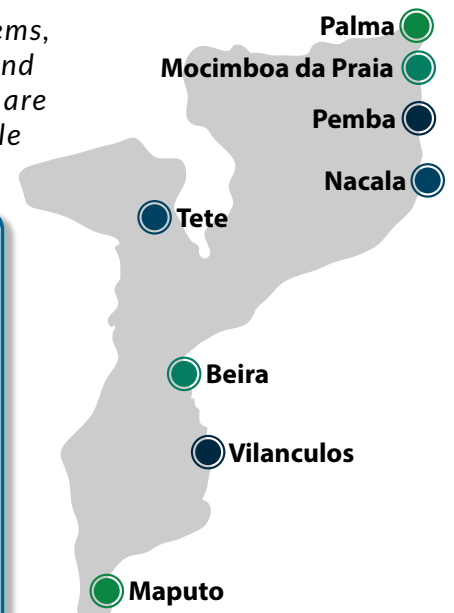 ems,
nd
are
le
Palma
Mocimboa da Praia
Pemba
Nacala
Tete
Beira
Vilanculos
Maputo